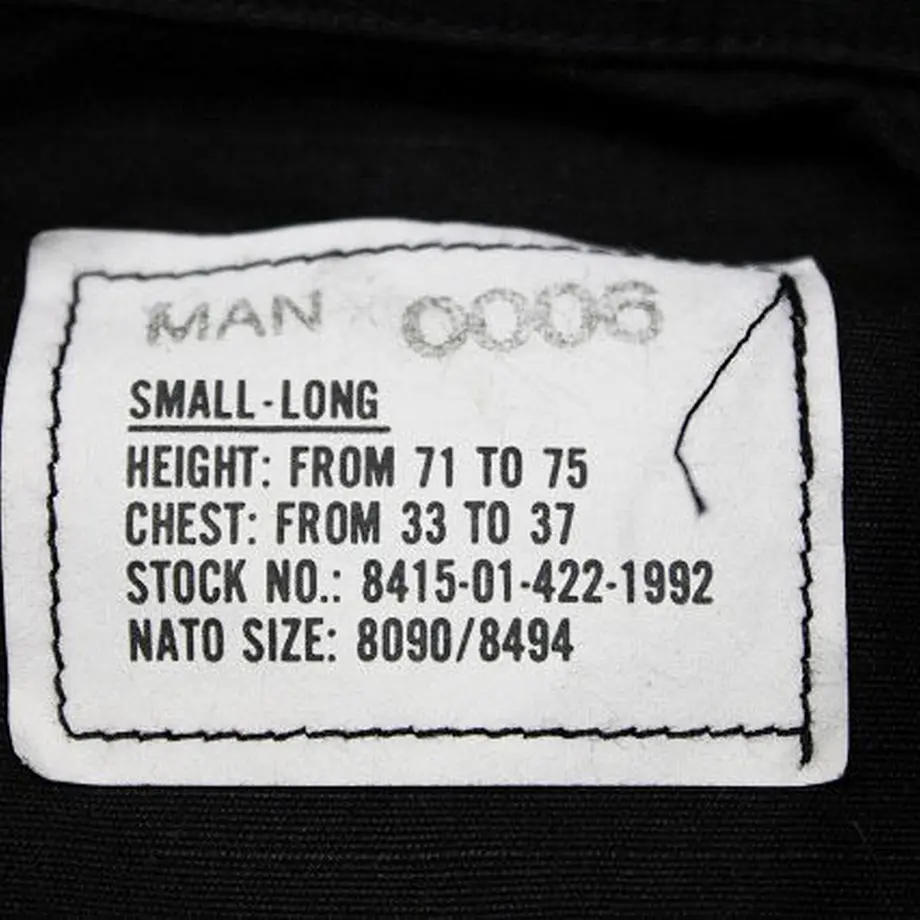 MAN 0006
SMALL-LONG
HEIGHT: FROM 71 TO 75
CHEST: FROM 33 TO 37
STOCK NO.: 8415-01-422-1992
NATO SIZE: 8090/8494